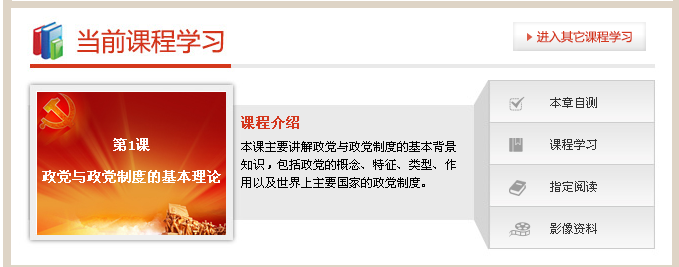 当前课程学习
进入其它课程学习
第1课
政党与政党制度的基本理论
课程介绍
本课主要讲解政党与政党制度的基本背景
知识，包括政党的概念、特征、类型、作
用以及世界上主要国家的政党制度。
本章自测
课程学习
指定阅读
影像资料